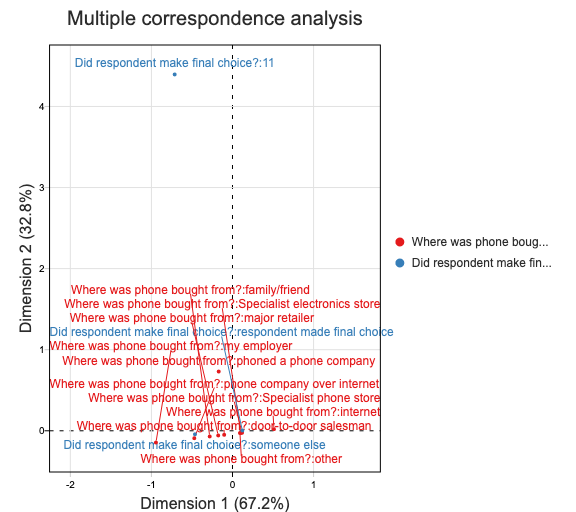 Multiple correspondence analysis
Did respondent make final choice?:11
4
3
2
1
0
Dimension 2 (32.8%)
Where was phone bought from?:family/friend
Where was phone bought from?:Specialist electronics store
Where was phone bought from?:major retailer
Did respondent make final choice?:respondent made final choice
Where was phone bought from?:my employer
Where was phone bought from?:phoned a phone company
Where was phone bought from?:phone company over internet
Where was phone bought from?:Specialist phone store
Where was phone bought from?:internet
Where was phone bought from?:door-to-door salesman
Did respondent make final choice?:someone else
Where was phone bought from?:other
-2
-1
0
1
Dimension 1 (67.2%)
Where was phone boug...
Did respondent make fin...